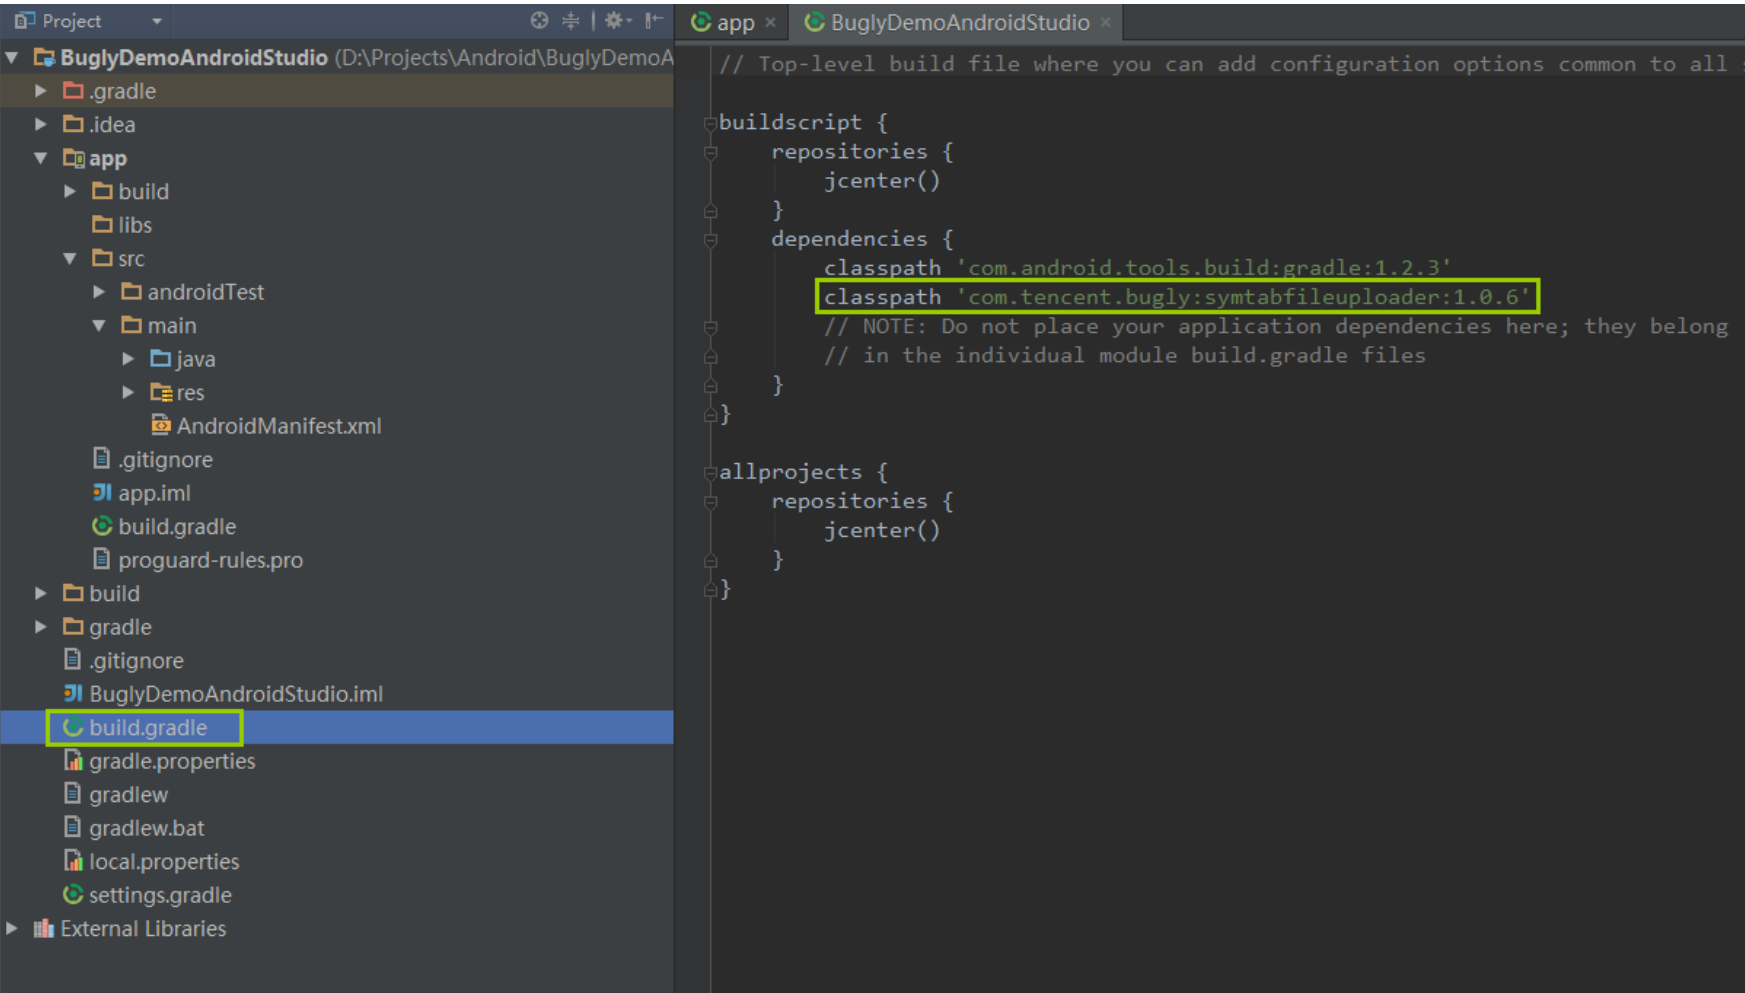 Project
BuglyDemoAndroidStudio (D:\Projects\Android\BuglyDemoA
.gradle
.idea
app
build
libs
src
androidTest
main
java
res
AndroidManifest.xml
.gitignore
app.iml
build.gradle
proguard-rules.pro
build
gradle
.gitignore
BuglyDemoAndroidStudio.iml
build.gradle
gradle.properties
gradlew
gradlew.bat
local.properties
settings.gradle
External Libraries
app × BuglyDemoAndroidStudio ×
// Top-level build file where you can add configuration options common to all
buildscript {
    repositories {
        jcenter()
    }
    dependencies {
        classpath 'com.android.tools.build:gradle:1.2.3'
        classpath 'com.tencent.bugly:symtabfileuploader:1.0.6'
        // NOTE: Do not place your application dependencies here; they belong
        // in the individual module build.gradle files
    }
}
allprojects {
    repositories {
        jcenter()
    }
}